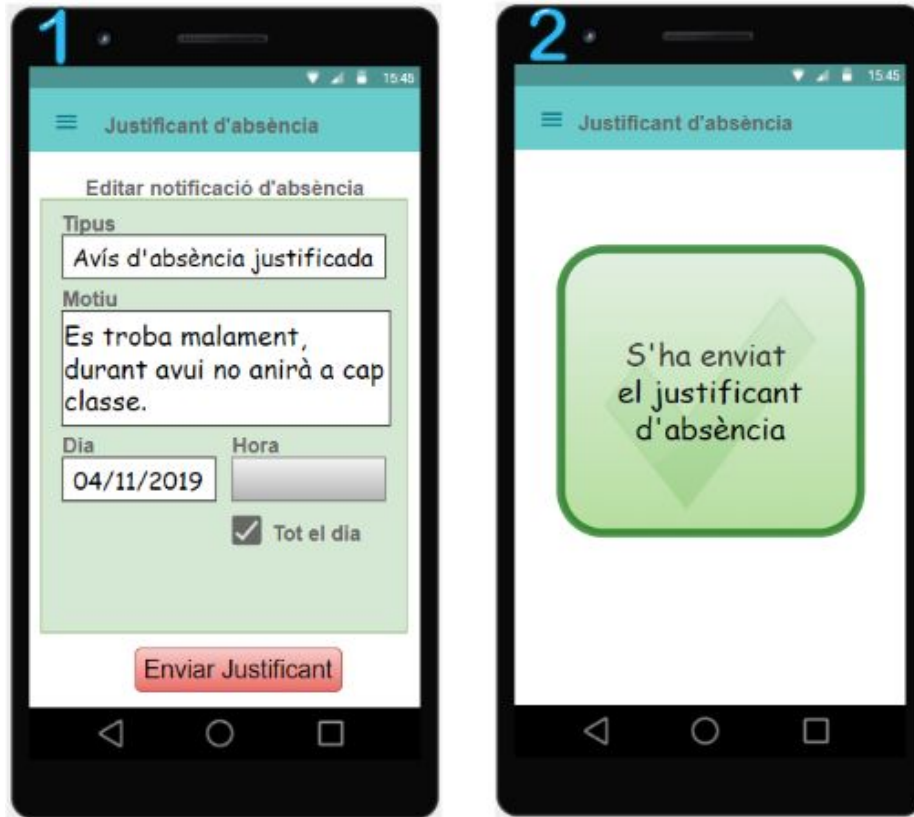 1
15:45
Justificant d'absència
Editar notificació d'absència
Tipus
Avís d'absència justificada
Motiu
Es troba malament,
durant avui no anirà a cap
classe.
Dia Hora
04/11/2019
Tot el dia
Enviar Justificant
2
15:45
Justificant d'absència
S'ha enviat
el justificant
d'absència